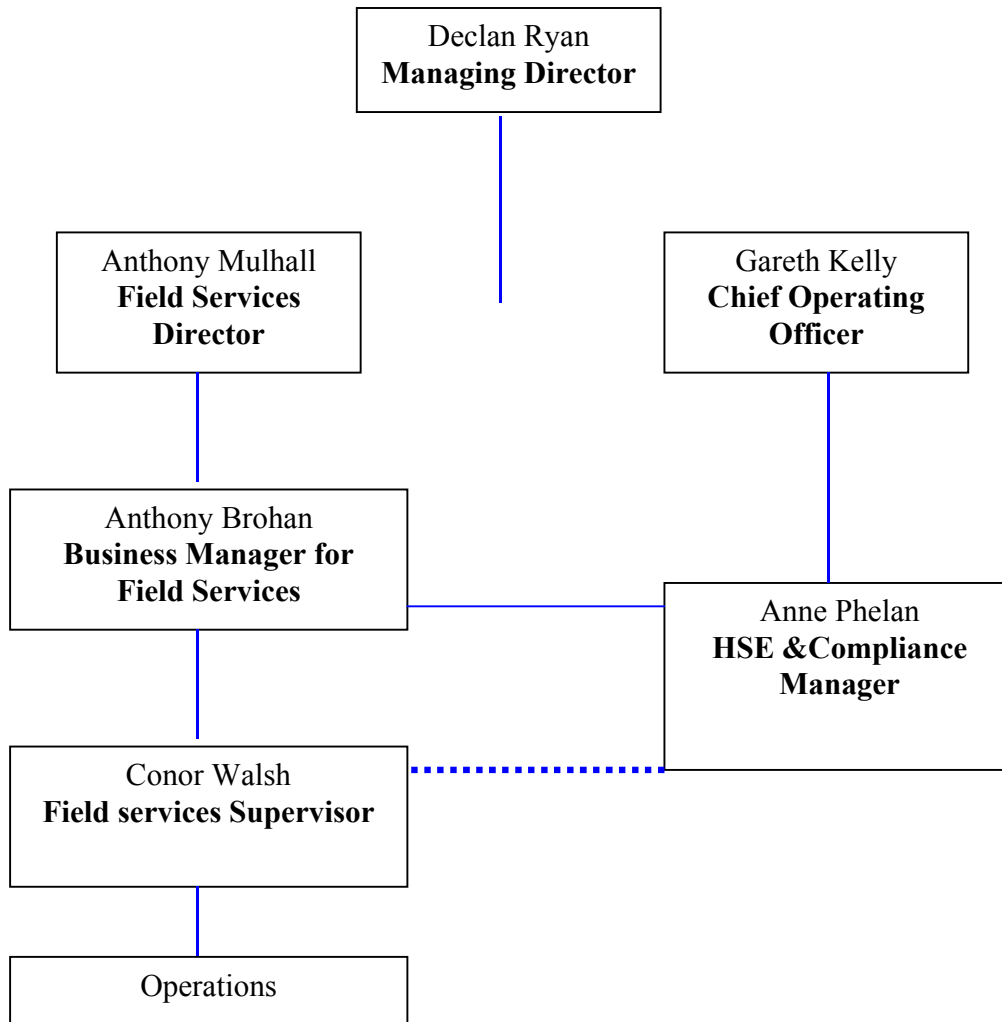 Declan Ryan
Managing Director
Anthony Mulhall
Field Services
Director
Gareth Kelly
Chief Operating
Officer
Anthony Brohan
Business Manager for
Field Services
Anne Phelan
HSE &Compliance
Manager
Conor Walsh
Field services Supervisor
Operations